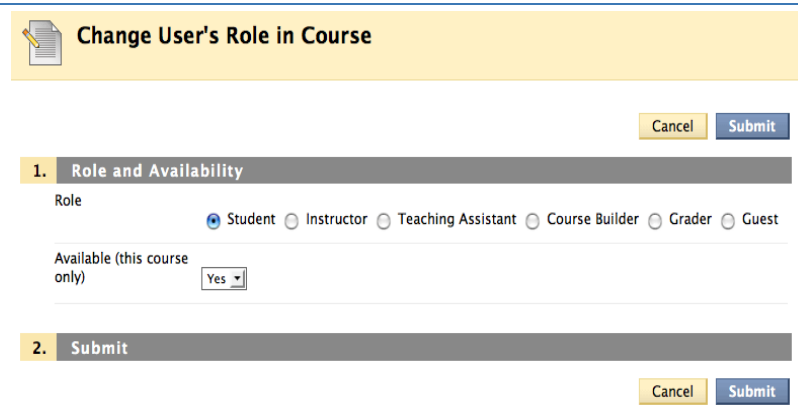 Change User's Role in Course
Cancel Submit
1. Role and Availability
Role
Student Instructor Teaching Assistant Course Builder Grader Guest
Available (this course
only)
Yes
2. Submit
Cancel Submit